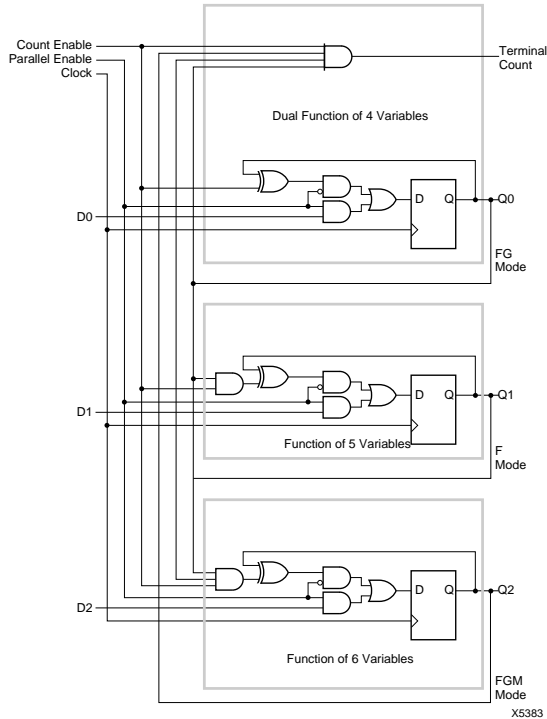 Count Enable
Parallel Enable
Clock
Terminal
Count
Dual Function of 4 Variables
D Q
Q0
D0
FG
Mode
D Q
Q1
D1
Function of 5 Variables
F
Mode
D Q
Q2
D2
Function of 6 Variables
FGM
Mode
X5383